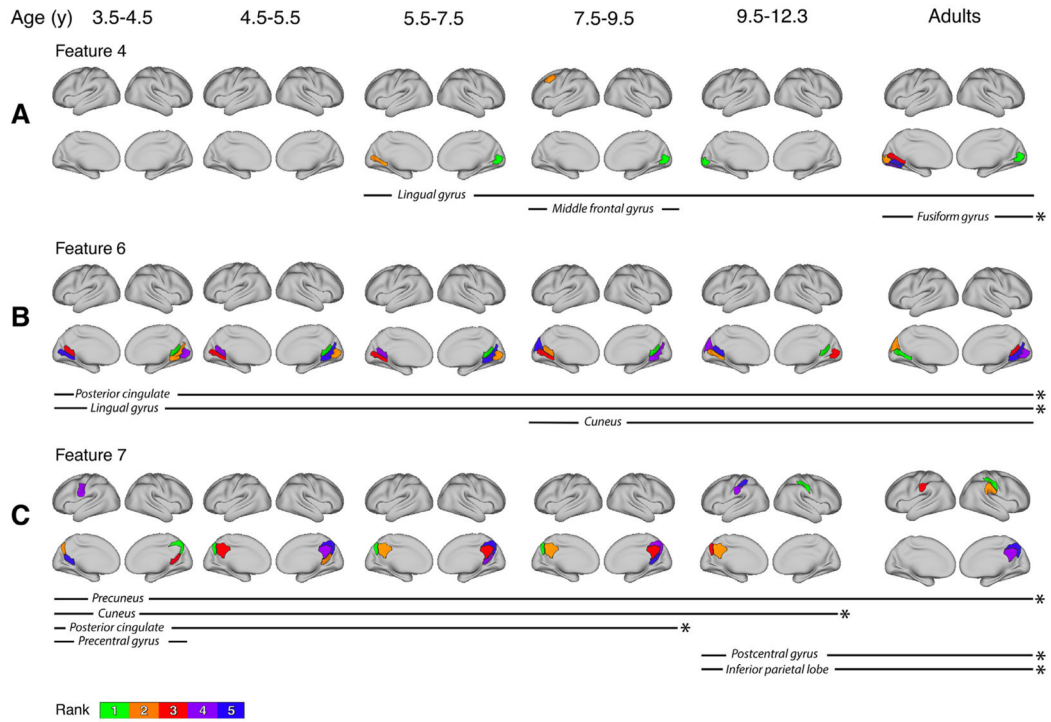 Age (y) 3.5-4.5 4.5-5.5 5.5-7.5 7.5-9.5 9.5-12.3 Adults
Feature 4
A
Lingual gyrus
Middle frontal gyrus
Fusiform gyrus *
Feature 6
B
Posterior cingulate *
Lingual gyrus *
Cuneus
Feature 7
C
Precuneus *
Cuneus *
Posterior cingulate *
Precentral gyrus
Postcentral gyrus *
Inferior parietal lobe *
Rank 1 2 3 4 5